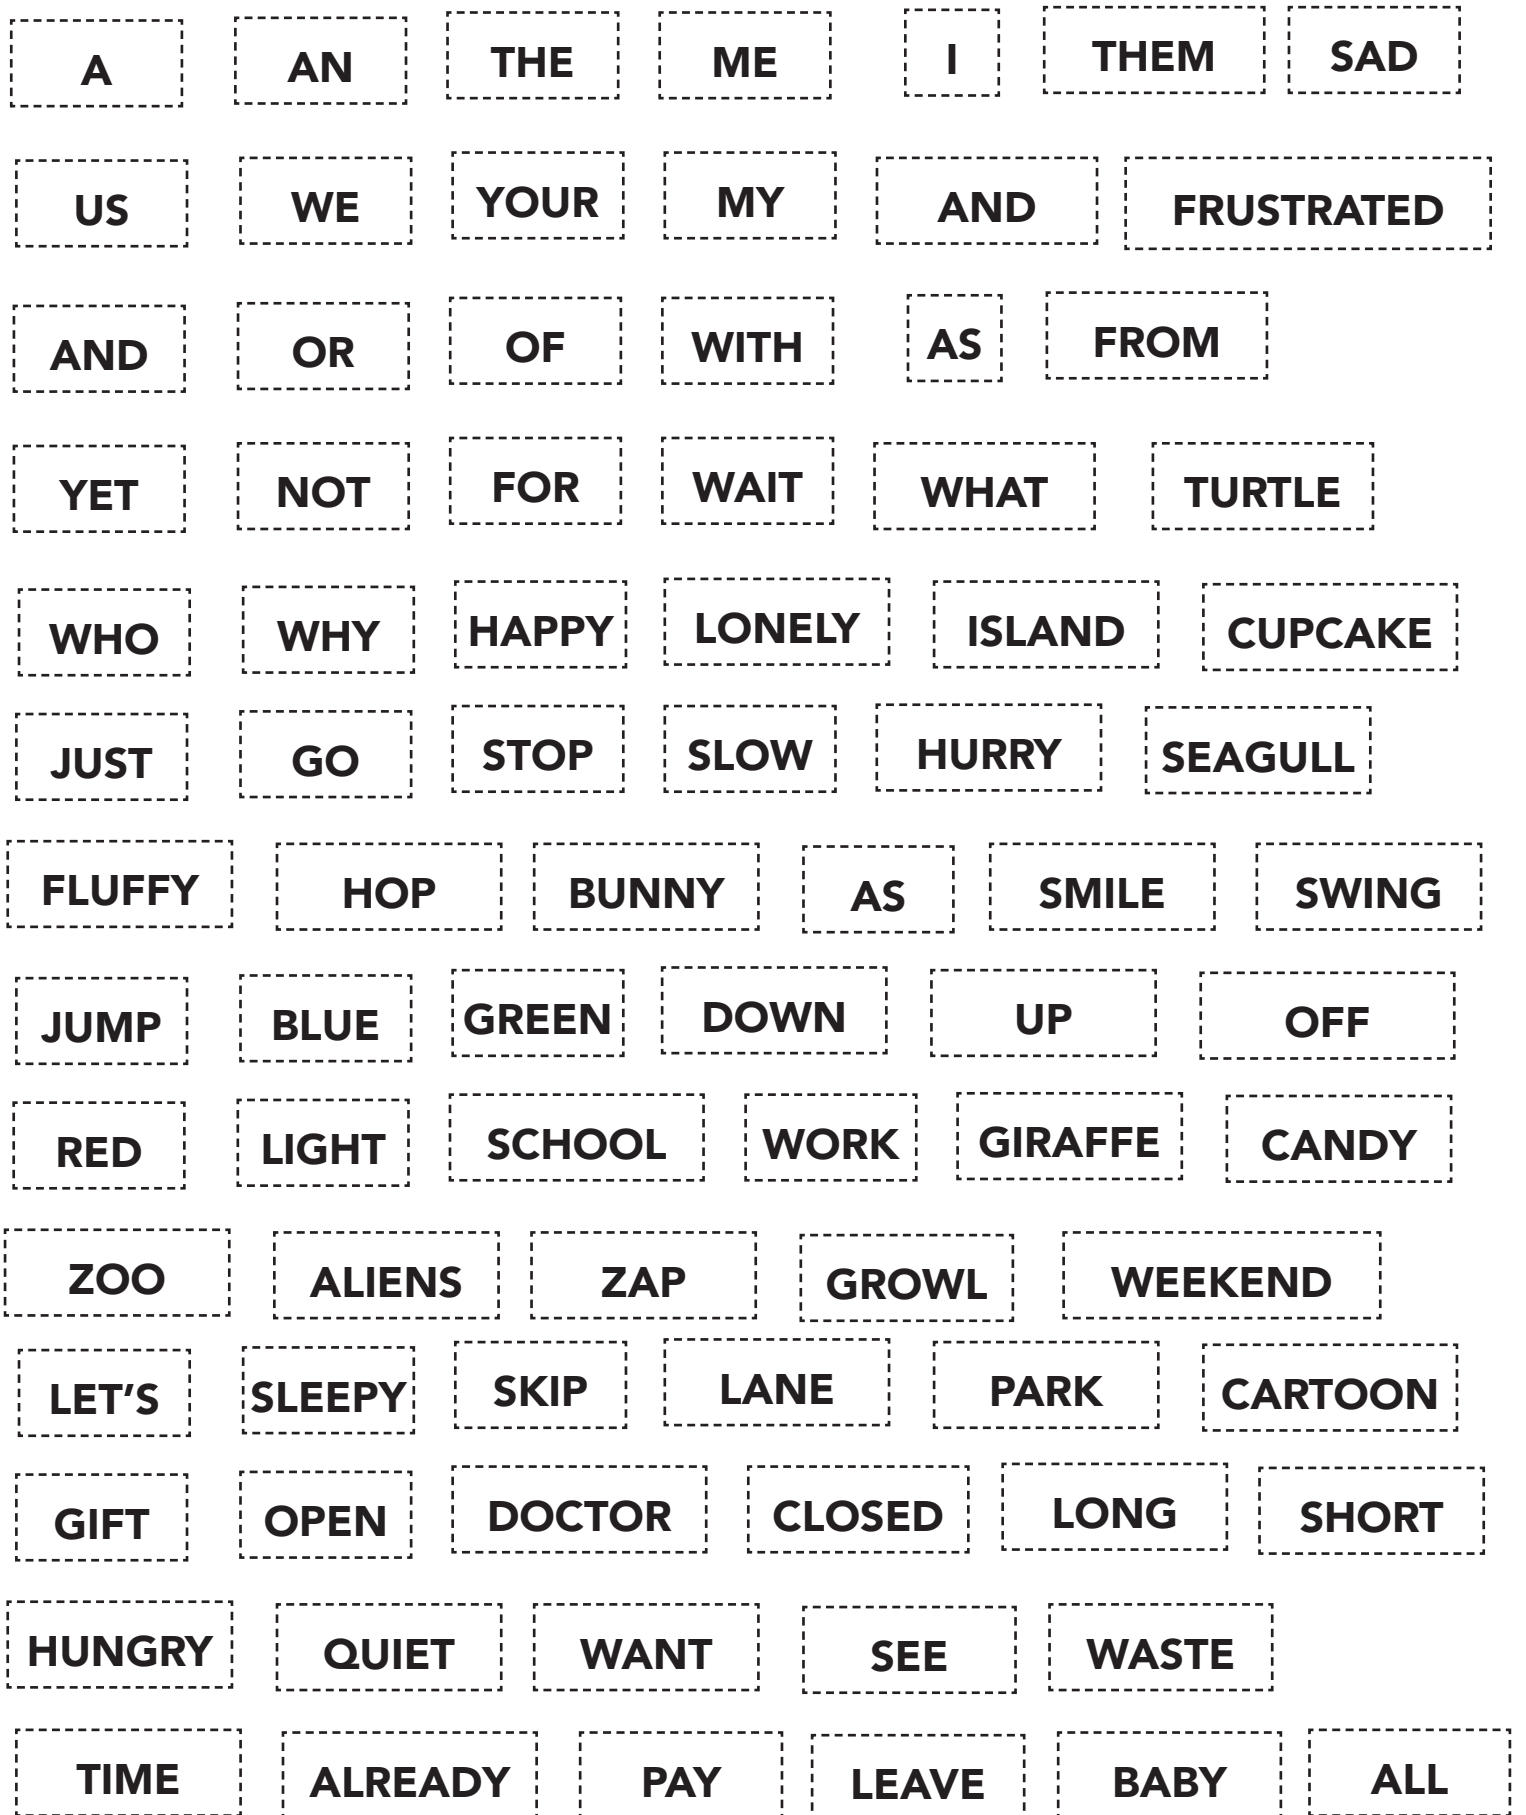 A AN THE ME I THEM SAD
US WE YOUR MY AND FRUSTRATED
AND OR OF WITH AS FROM
YET NOT FOR WAIT WHAT TURTLE
WHO WHY HAPPY LONELY ISLAND CUPCAKE
JUST GO STOP SLOW HURRY SEAGULL
FLUFFY HOP BUNNY AS SMILE SWING
JUMP BLUE GREEN DOWN UP OFF
RED LIGHT SCHOOL WORK GIRAFFE CANDY
ZOO ALIENS ZAP GROWL WEEKEND
LET’S SLEEPY SKIP LANE PARK CARTOON
GIFT OPEN DOCTOR CLOSED LONG SHORT
HUNGRY QUIET WANT SEE WASTE
TIME ALREADY PAY LEAVE BABY ALL